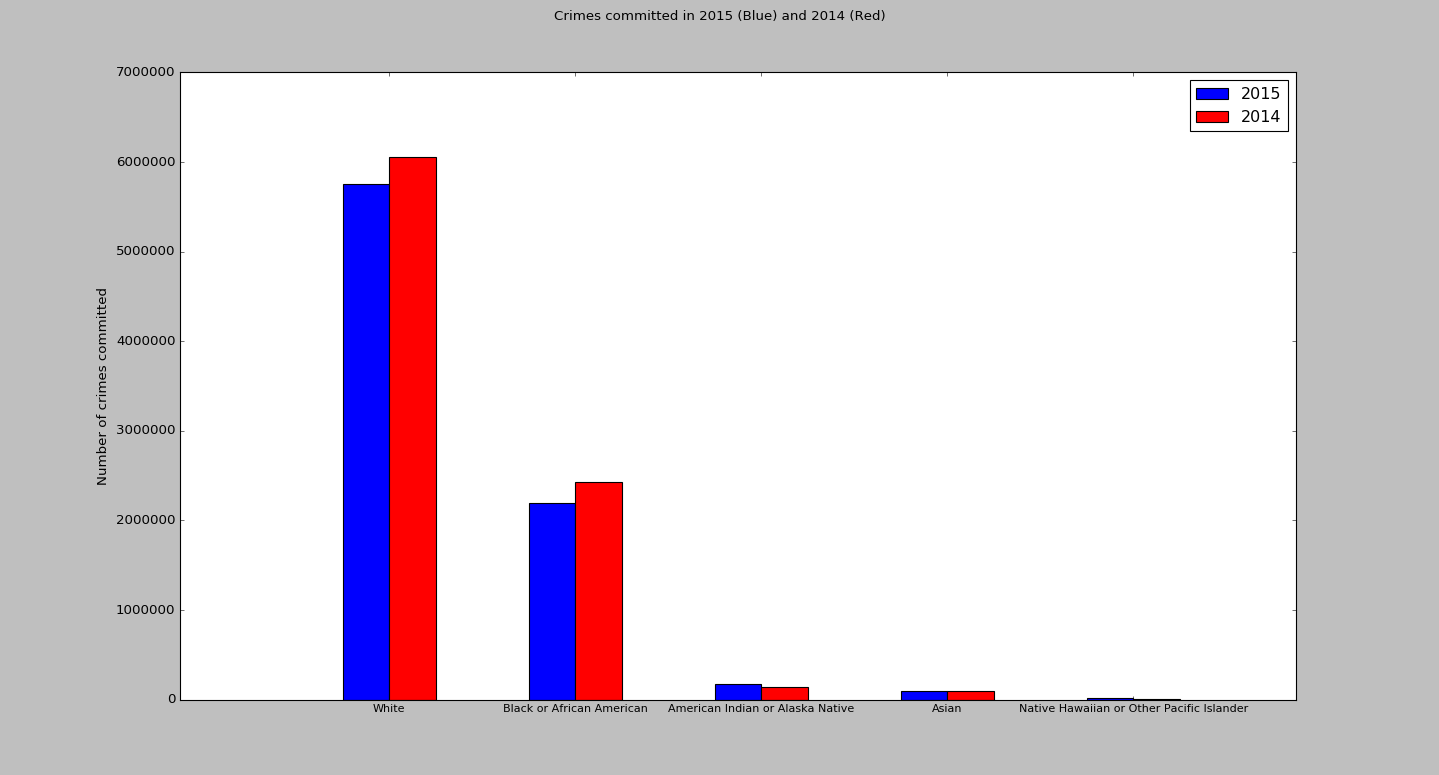 Crimes committed in 2015 (Blue) and 2014 (Red)
2015
2014
7000000
6000000
5000000
4000000
3000000
2000000
1000000
0
Number of crimes committed
White
Black or African American
American Indian or Alaska Native
Asian
Native Hawaiian or Other Pacific Islander